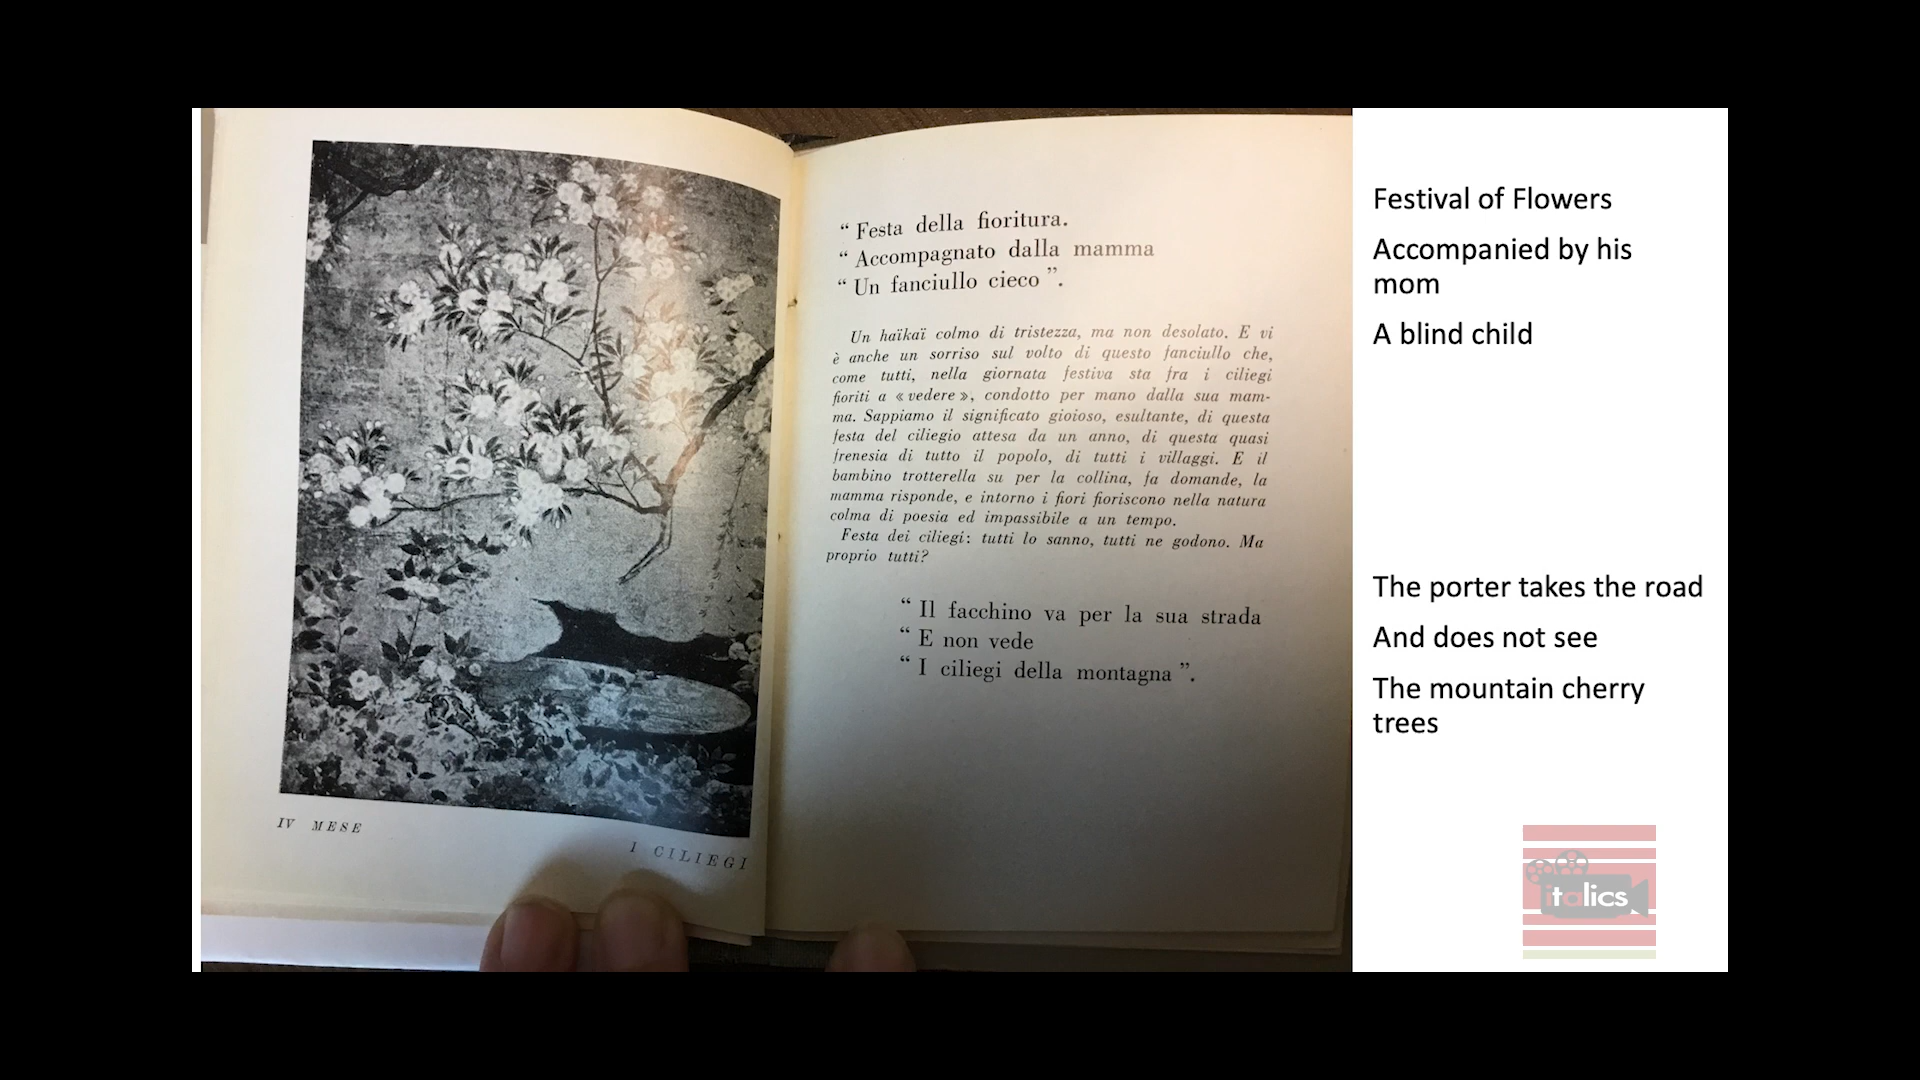 IV MESE
I CILIEGI
“ Festa della fioritura.
“ Accompagnato dalla mamma
“ Un fanciullo cieco ”.
Un haïkaï colmo di tristezza, ma non desolato. E vi
è anche un sorriso sul volto di questo fanciullo che,
come tutti, nella giornata festiva sta fra i ciliegi
fioriti a « vedere », condotto per mano dalla sua mam-
ma. Sappiamo il significato gioioso, esultante, di questa
festa del ciliegio attesa da un anno, di questa quasi
frenesia di tutto il popolo, di tutti i villaggi. E il
bambino trotterella su per la collina, fa domande, la
mamma risponde, e intorno i fiori fioriscono nella natura
colma di poesia ed impassibile a un tempo.
Festa dei ciliegi: tutti lo sanno, tutti ne godono. Ma
proprio tutti?
“ Il facchino va per la sua strada
“ E non vede
“ I ciliegi della montagna ”.
Festival of Flowers
Accompanied by his
mom
A blind child
The porter takes the road
And does not see
The mountain cherry
trees
italics